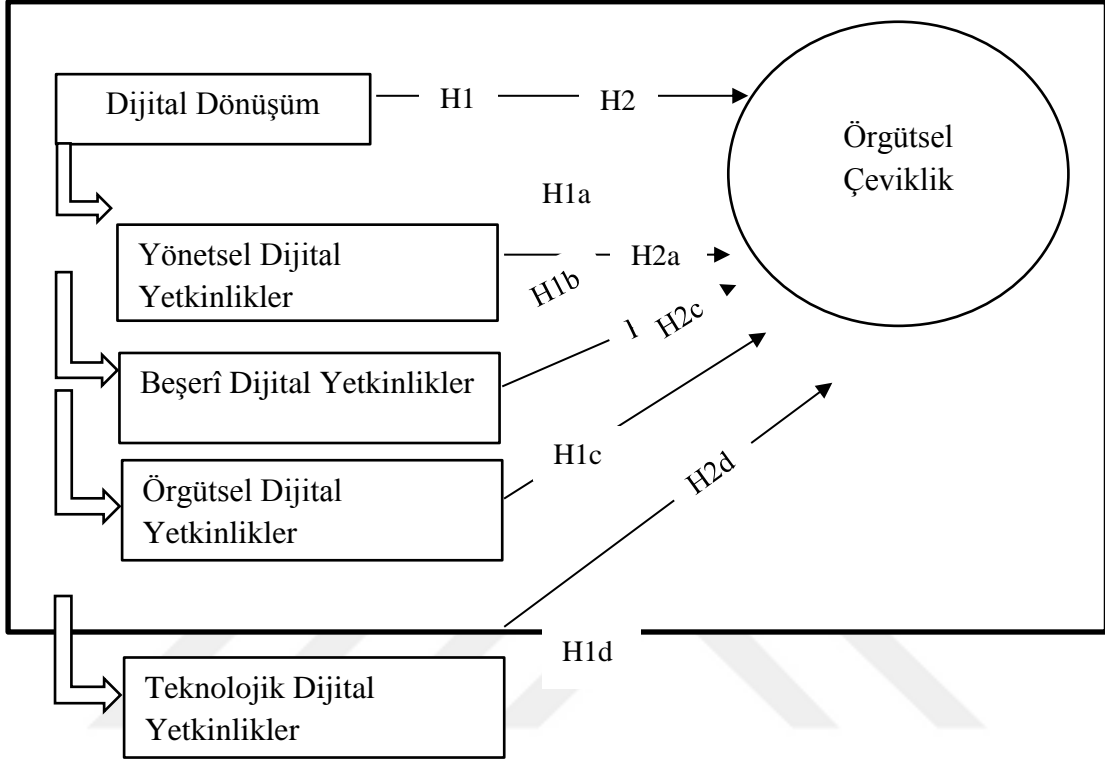 Dijital Dönüşüm
H1
H2
Örgütsel
Çeviklik
H1a
Yönetsel Dijital
Yetkinlikler
H2a
H1b
H2c
Beşerî Dijital Yetkinlikler
H1c
Örgütsel Dijital
Yetkinlikler
H2d
H1d
Teknolojik Dijital
Yetkinlikler